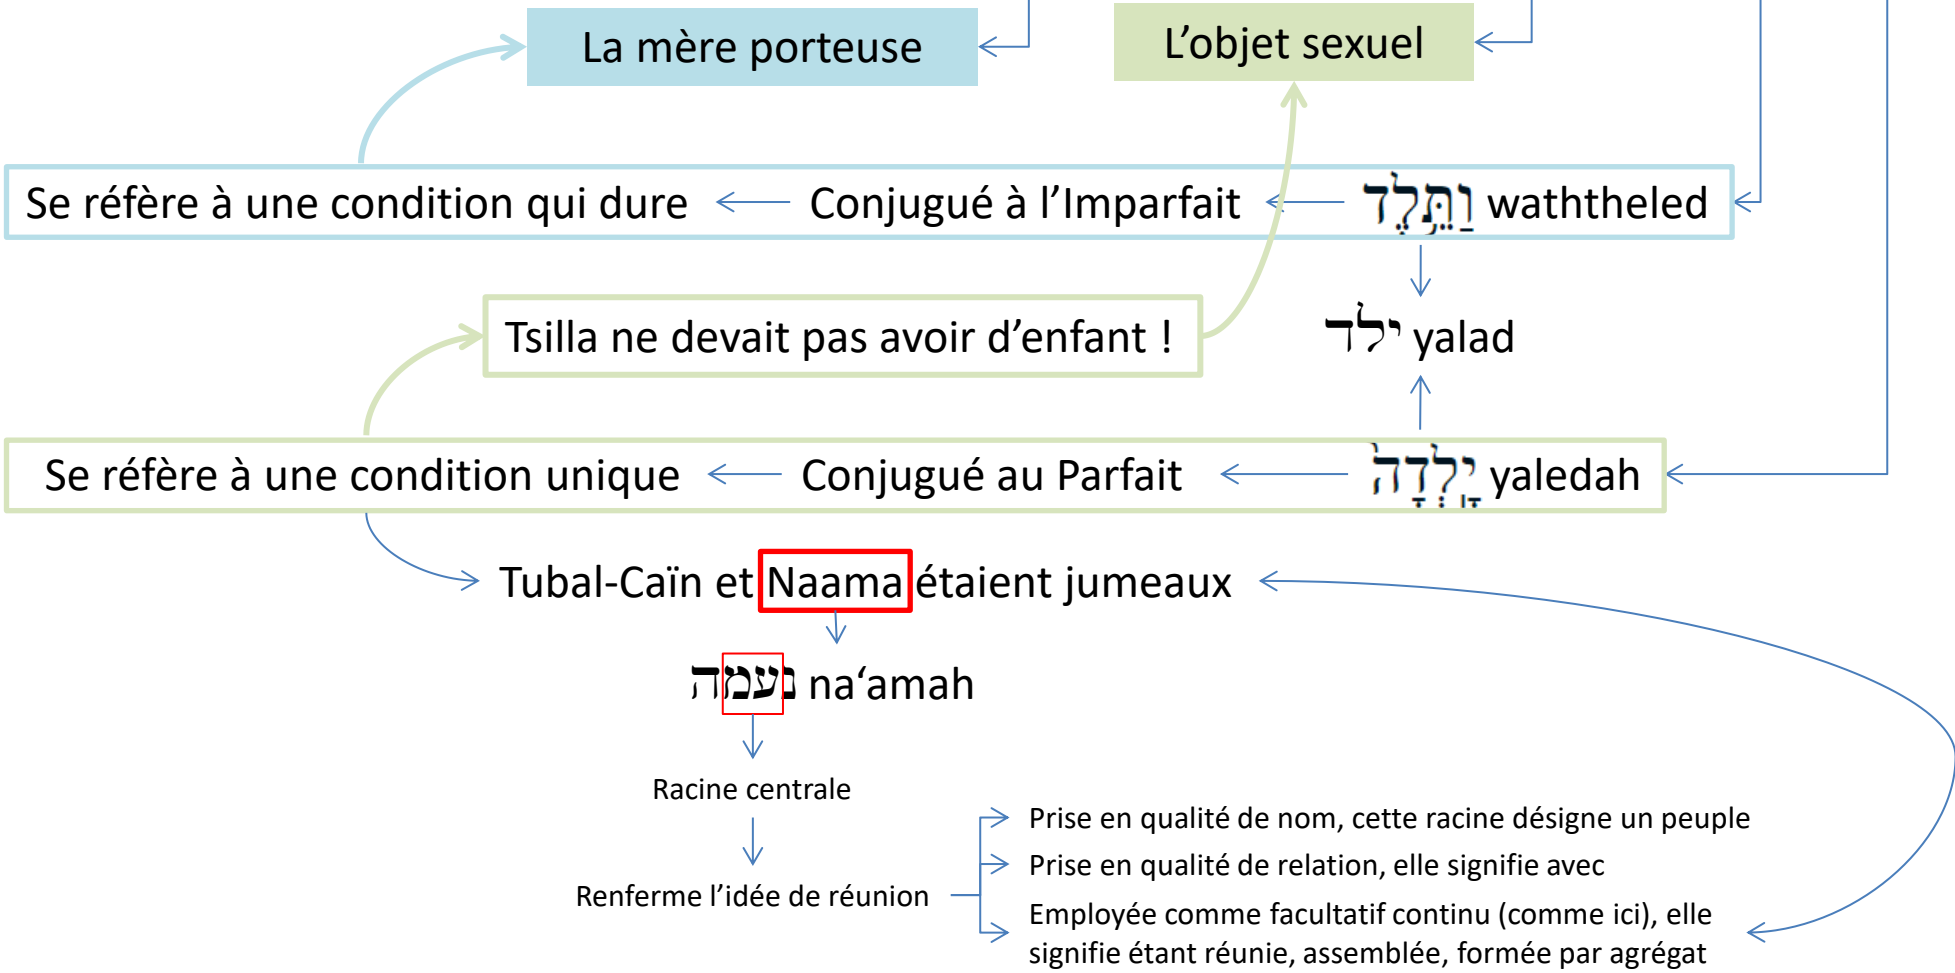 La mère porteuse
L'objet sexuel
Se réfère à une condition qui dure Conjugué à l'Imparfait וַתֵּ֥לֶד waththeled
Tsilla ne devait pas avoir d'enfant !
ילד yalad
Se réfère à une condition unique Conjugué au Parfait יָֽלְדָה֙ yaledah
Tubal-Caïn et Naama étaient jumeaux
נעמה na‘amah
Racine centrale
Renferme l'idée de réunion
Prise en qualité de nom, cette racine désigne un peuple
Prise en qualité de relation, elle signifie avec
Employée comme facultatif continu (comme ici), elle
signifie étant réunie, assemblée, formée par agrégat